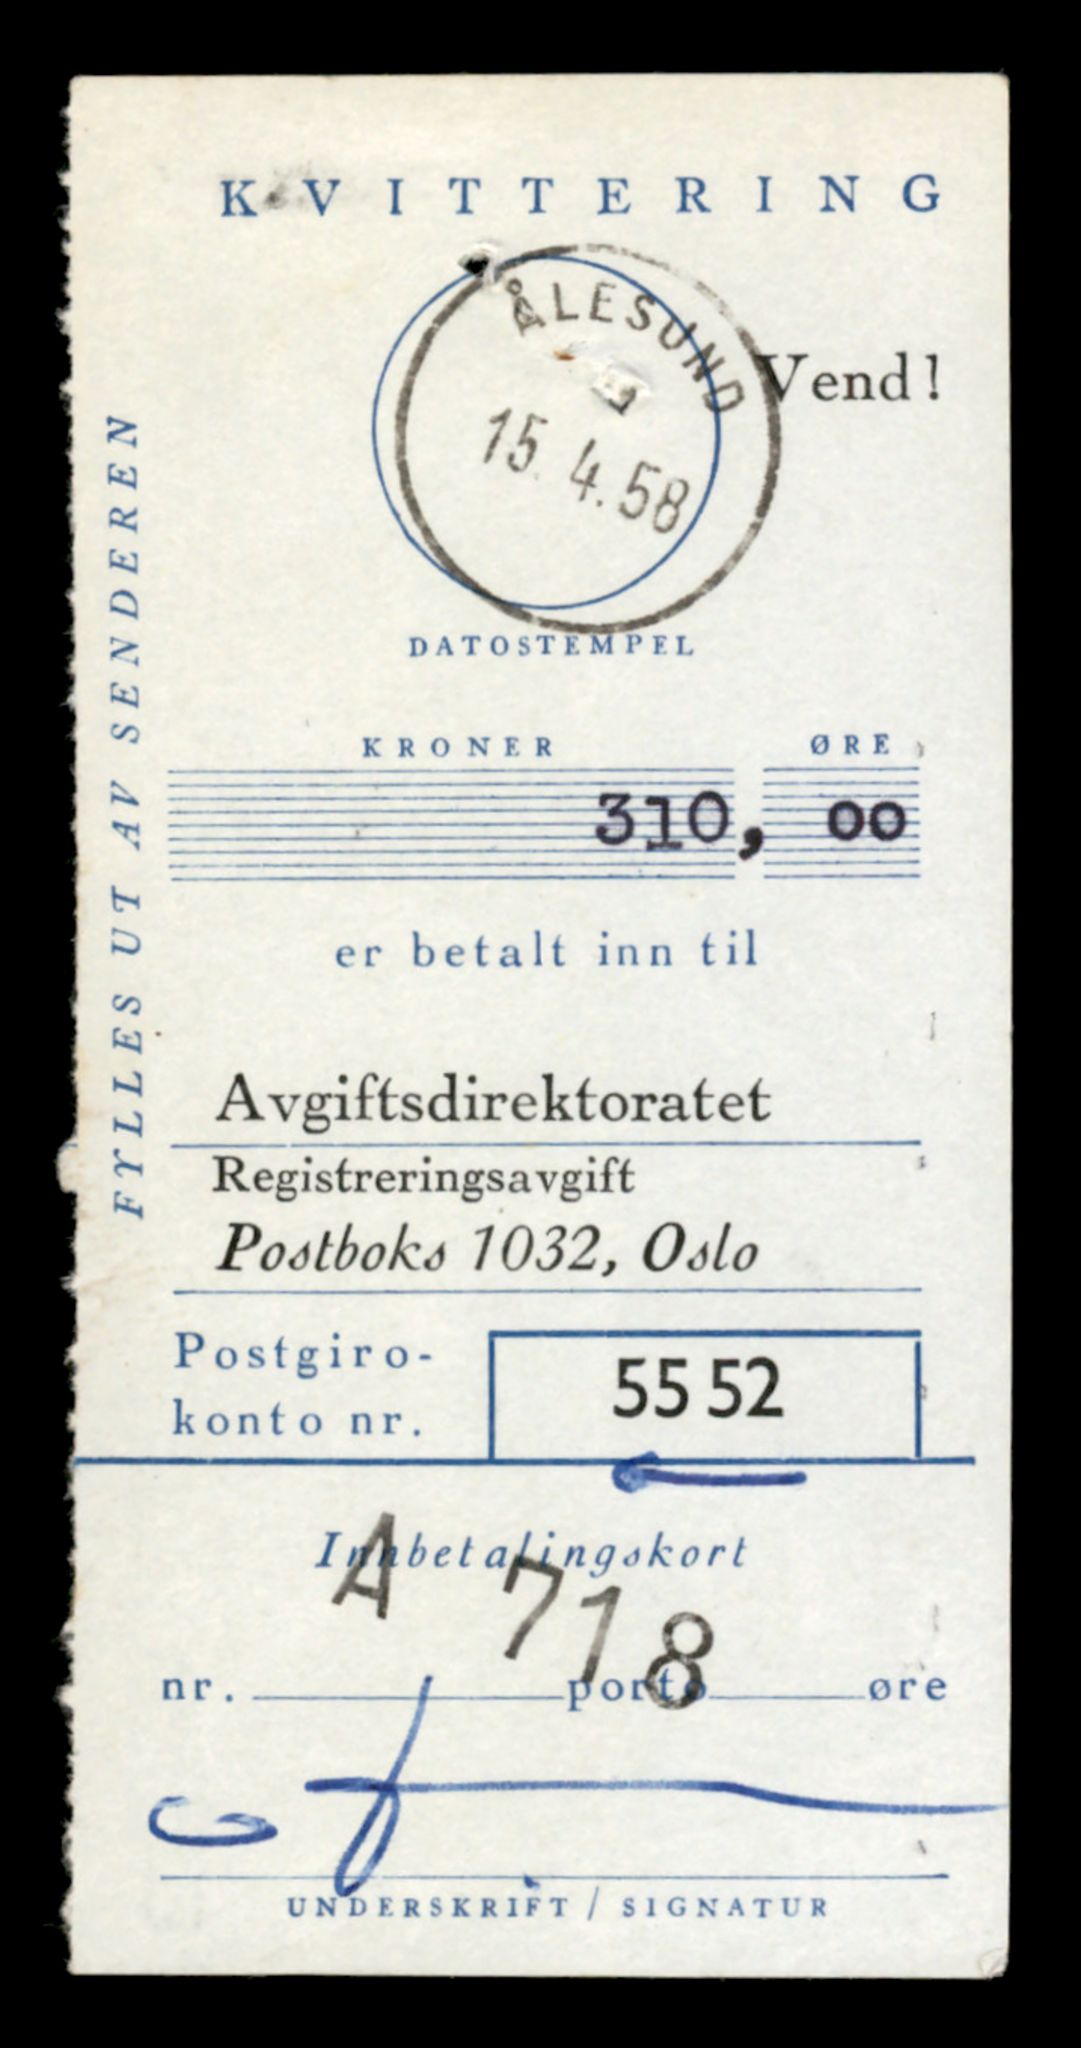 KVITTERING
ÅLESUND
15.4.58
Vend!
DATOSTEMPEL
FYLLES UT AV SENDEREN
KRONER ØRE
310, 00
er betalt inn til
Avgiftsdirektoratet
Registreringsavgift
Postboks 1032, Oslo
Postgiro-
konto nr.
55 52
Innbetalingskort
A 718
nr. porto øre
UNDERSKRIFT / SIGNATUR